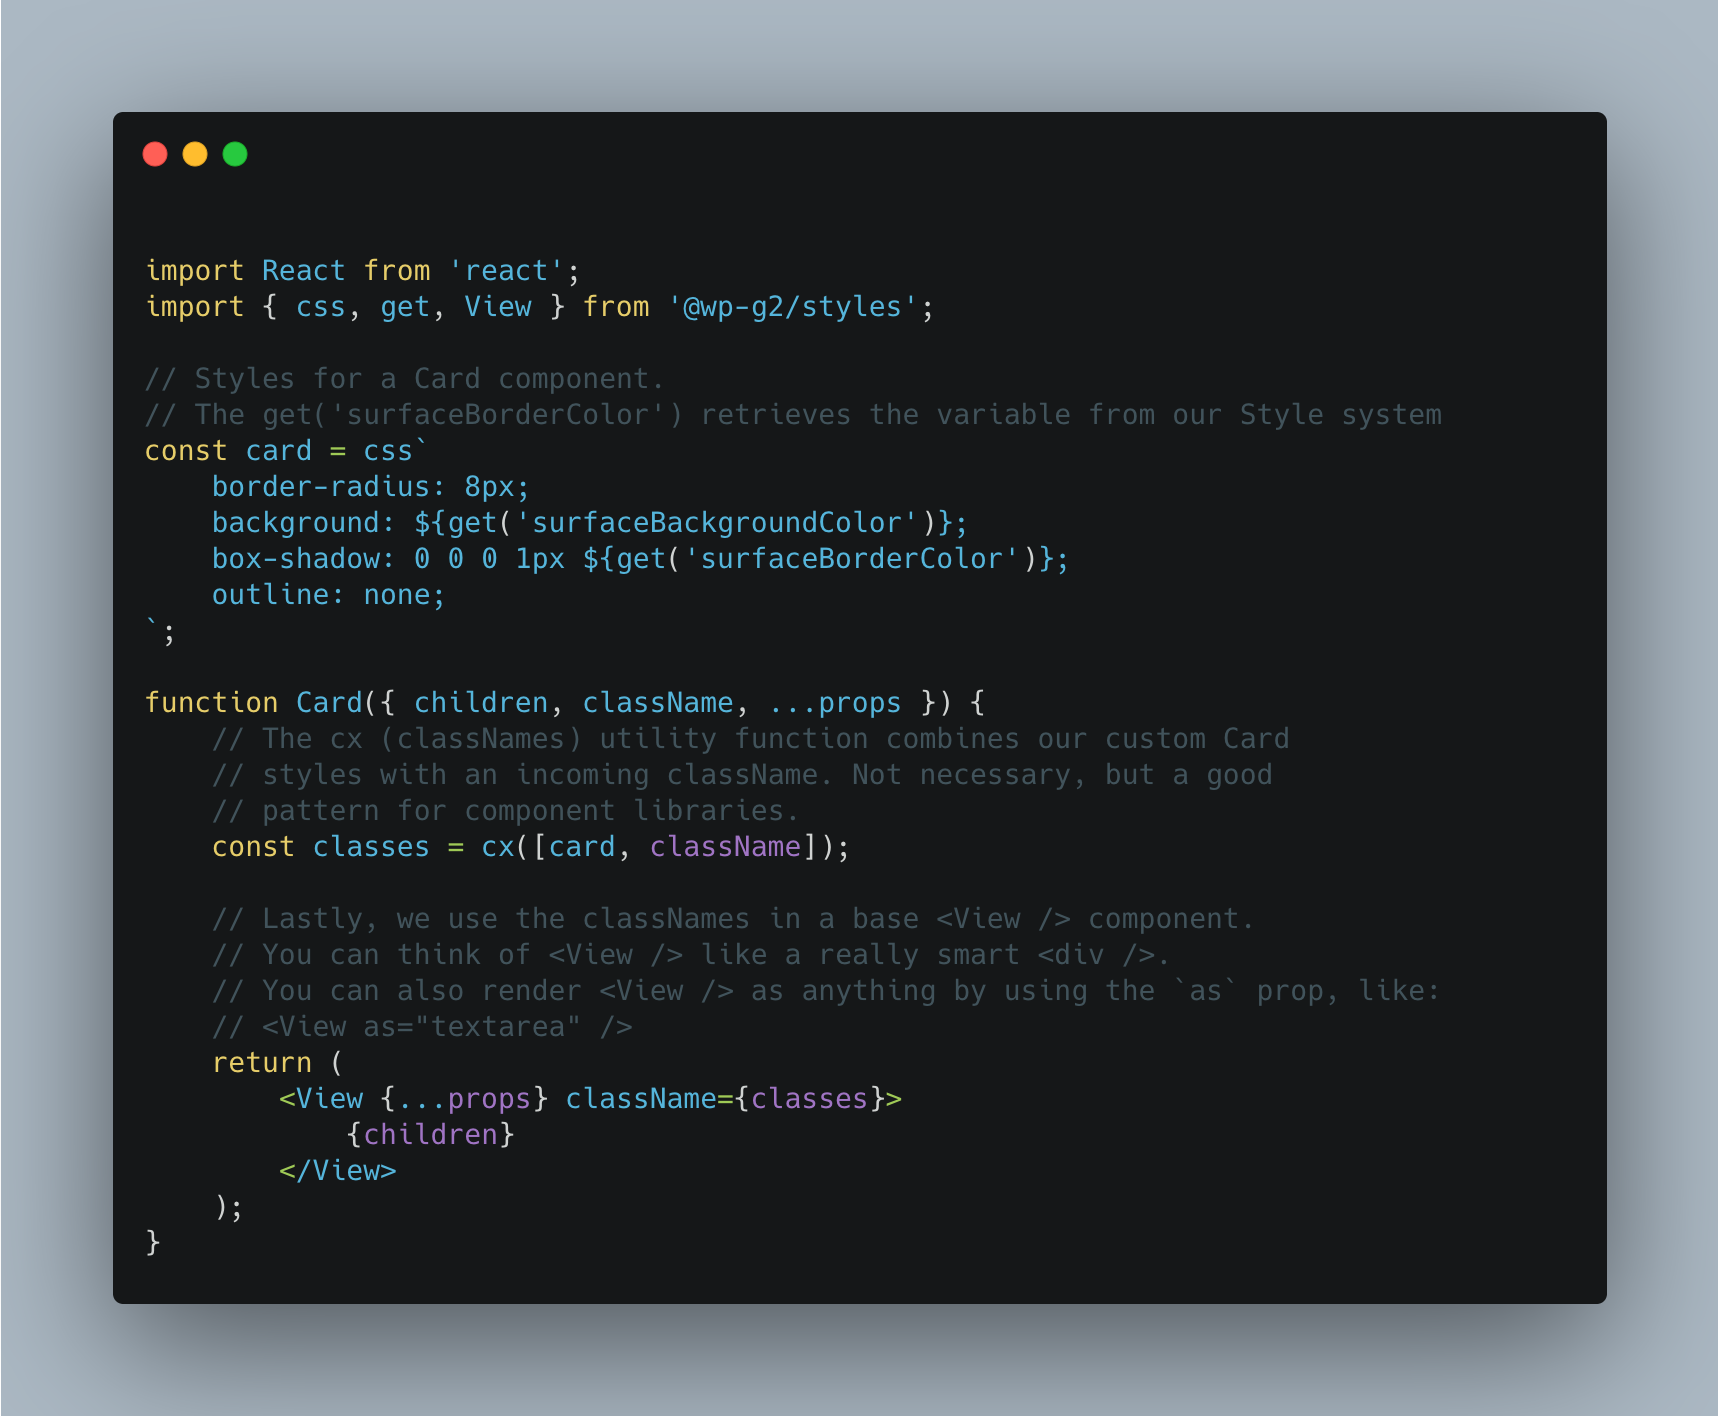 import React from 'react';
import { css, get, View } from '@wp-g2/styles';

// Styles for a Card component.
// The get('surfaceBorderColor') retrieves the variable from our Style system
const card = css`
    border-radius: 8px;
    background: ${get('surfaceBackgroundColor')};
    box-shadow: 0 0 0 1px ${get('surfaceBorderColor')};
    outline: none;
`;

function Card({ children, className, ...props }) {
    // The cx (classNames) utility function combines our custom Card
    // styles with an incoming className. Not necessary, but a good
    // pattern for component libraries.
    const classes = cx([card, className]);

    // Lastly, we use the classNames in a base <View /> component.
    // You can think of <View /> like a really smart <div />.
    // You can also render <View /> as anything by using the `as` prop, like:
    // <View as="textarea" />
    return (
        <View {...props} className={classes}>
            {children}
        </View>
    );
}